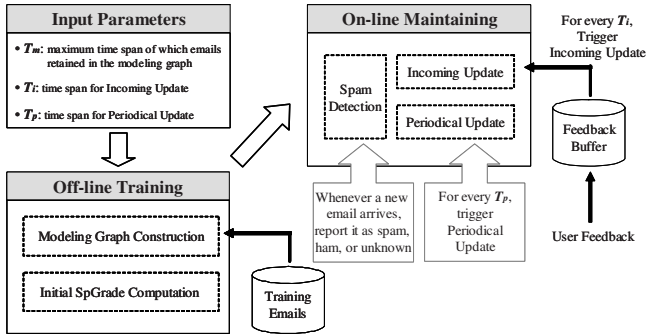 Input Parameters
• Tm: maximum time span of which emails
retained in the modeling graph
• Ti: time span for Incoming Update
• Tp: time span for Periodical Update
On-line Maintaining
Spam
Detection
Incoming Update
Periodical Update
For every Ti,
Trigger
Incoming Update
Feedback
Buffer
User Feedback
Whenever a new
email arrives,
report it as spam,
ham, or unknown
For every Tp,
trigger
Periodical
Update
Off-line Training
Modeling Graph Construction
Initial SpGrade Computation
Training
Emails